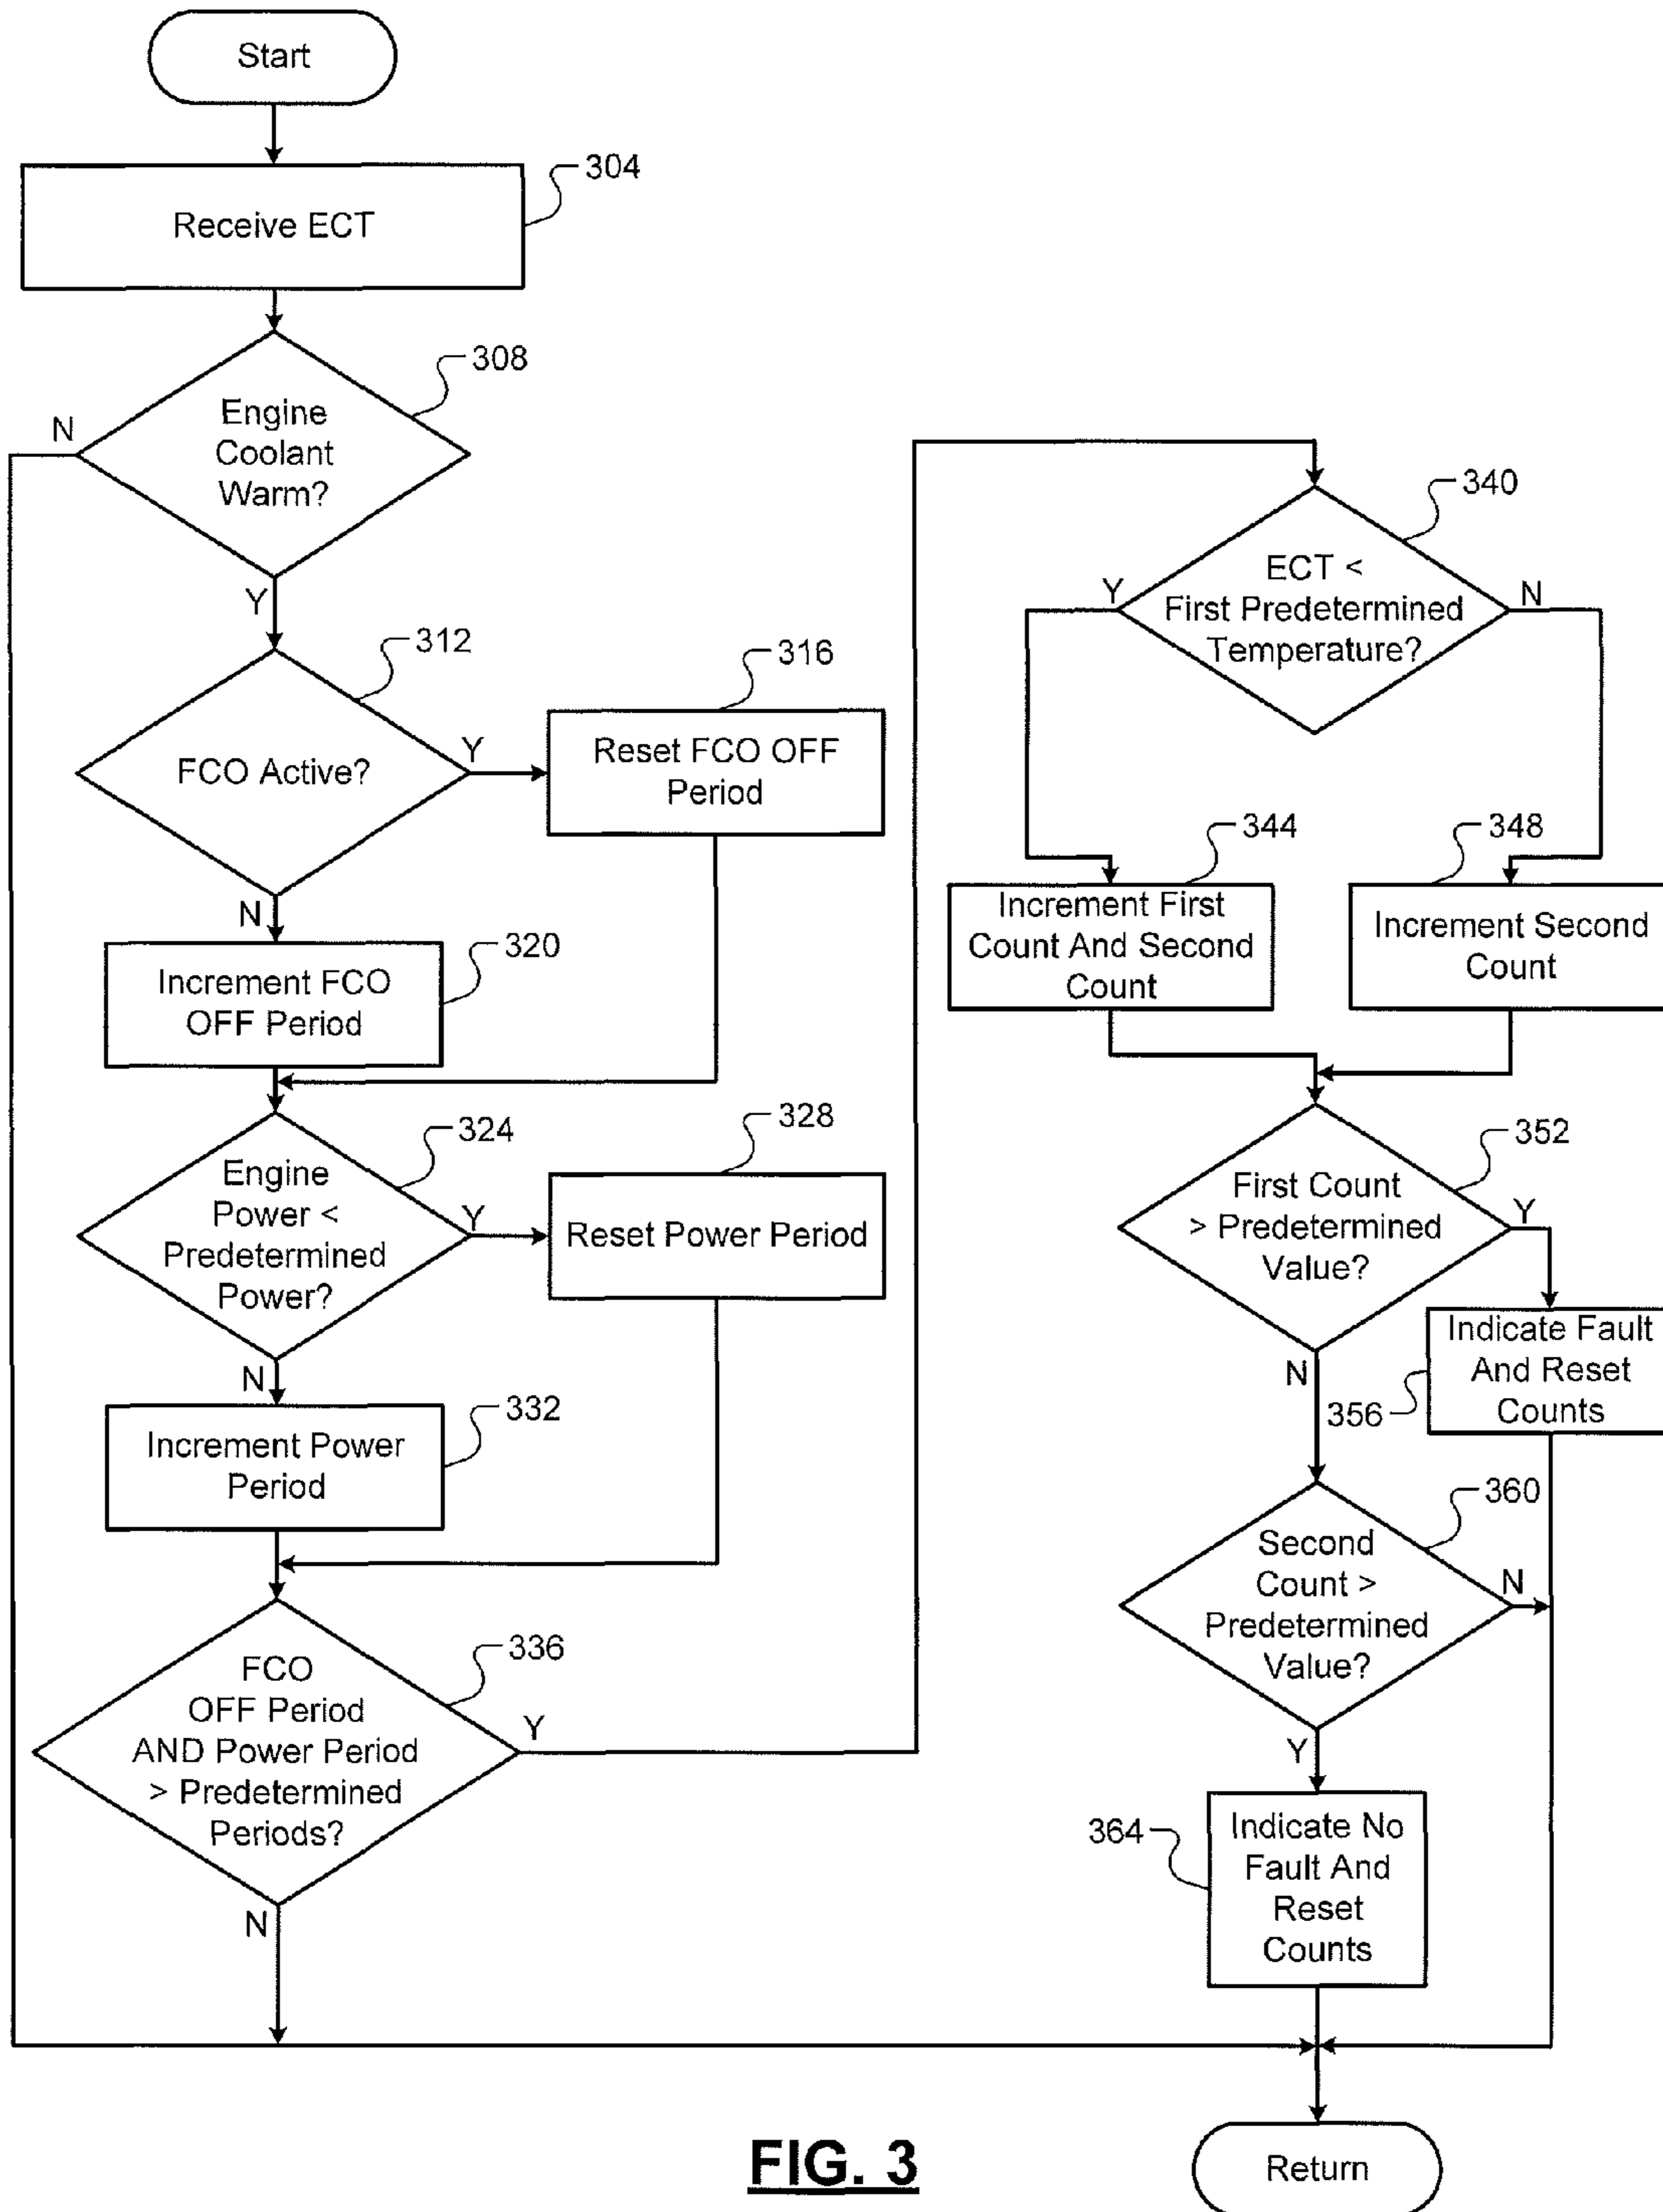 Start
304
Receive ECT
308
Engine
Coolant
Warm?
N
Y
312
FCO Active?
Y
316
Reset FCO OFF
Period
N
320
Increment FCO
OFF Period
324
Engine
Power <
Predetermined
Power?
Y
328
Reset Power Period
N
332
Increment Power
Period
336
FCO
OFF Period
AND Power Period
> Predetermined
Periods?
Y
N
340
ECT <
First Predetermined
Temperature?
Y
N
344
Increment First
Count And Second
Count
348
Increment Second
Count
352
First Count
> Predetermined
Value?
Y
N
Indicate Fault
And Reset
Counts
356
360
Second
Count >
Predetermined
Value?
N
Y
364
Indicate No
Fault And
Reset
Counts
Return
FIG. 3